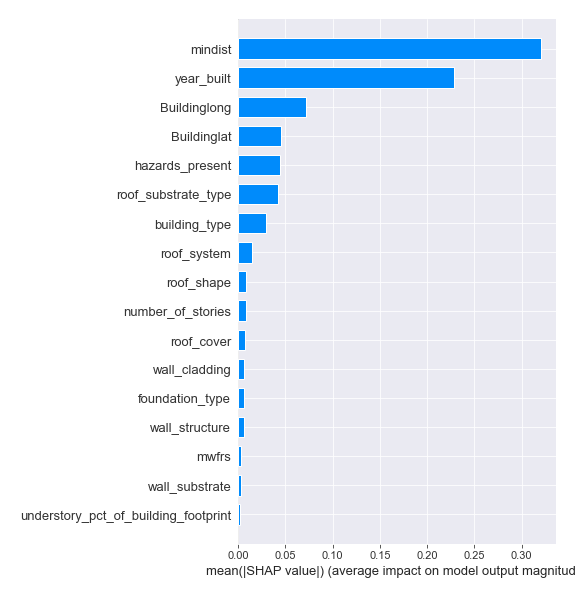 mindist
year_built
Buildinglong
Buildinglat
hazards_present
roof_substrate_type
building_type
roof_system
roof_shape
number_of_stories
roof_cover
wall_cladding
foundation_type
wall_structure
mwfrs
wall_substrate
understory_pct_of_building_footprint
0.00 0.05 0.10 0.15 0.20 0.25 0.30
mean(|SHAP value|) (average impact on model output magnitud